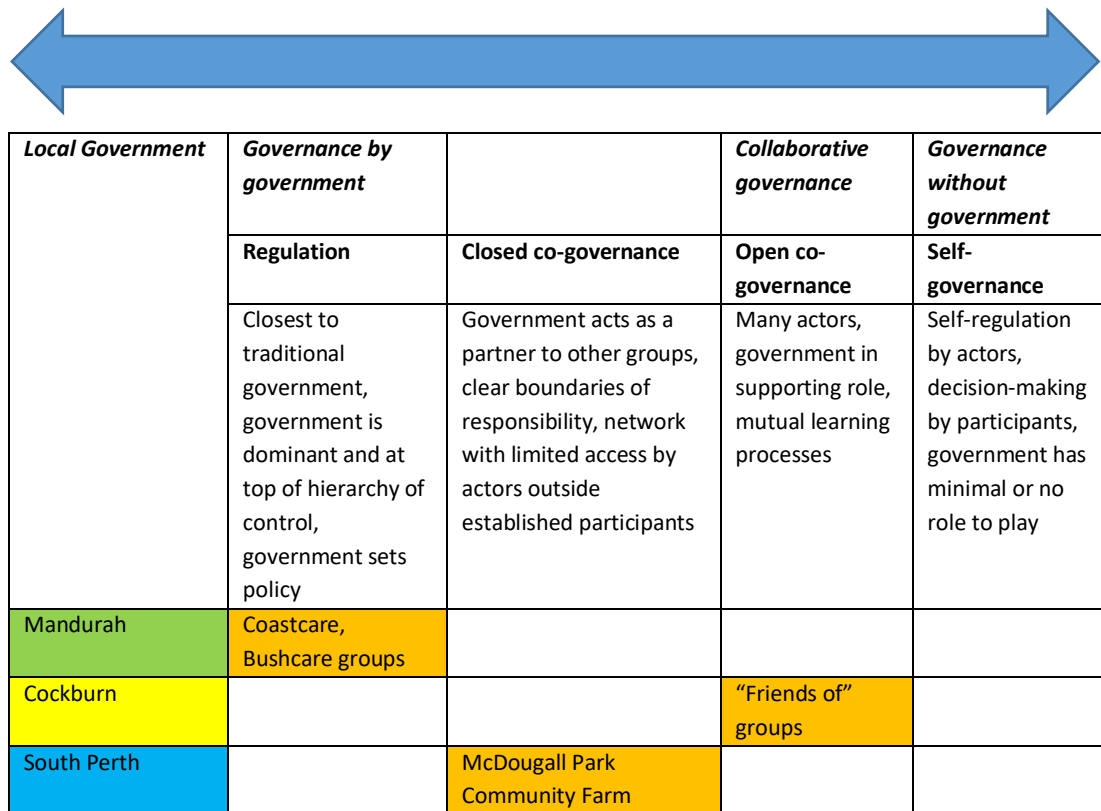 Local Government
Governance by
government
Collaborative
governance
Governance
without
government
Regulation
Closed co-governance
Open co-
governance
Self-
governance
Closest to
traditional
government,
government is
dominant and at
top of hierarchy of
control,
government sets
policy
Government acts as a
partner to other groups,
clear boundaries of
responsibility, network
with limited access by
actors outside
established participants
Many actors,
government in
supporting role,
mutual learning
processes
Self-regulation
by actors,
decision-making
by participants,
government has
minimal or no
role to play
Mandurah
Coastcare,
Bushcare groups
Cockburn
“Friends of”
groups
South Perth
McDougall Park
Community Farm